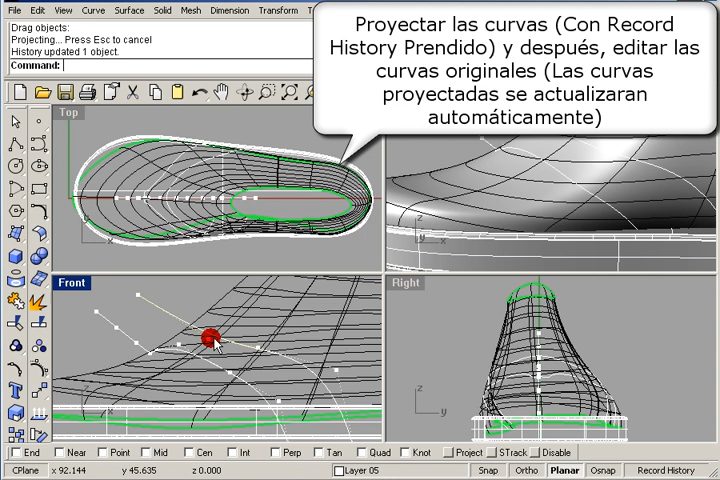 File Edit View Curve Surface Solid Mesh Dimension Transform
Drag objects:
Projecting... Press Esc to cancel
History updated 1 object.
Command:
Proyectar las curvas (Con Record
History Prendido) y después, editar las
curvas originales (Las curvas
proyectadas se actualizaran
automáticamente)
Top
y
x
z
y
x
Front
z
x
Right
z
y
End Near Point Mid Cen Int Perp Tan Quad Knot Project STrack Disable
CPlane x 92.144 y 45.635 z 0.000 Layer 05 Snap Ortho Planar Osnap Record History